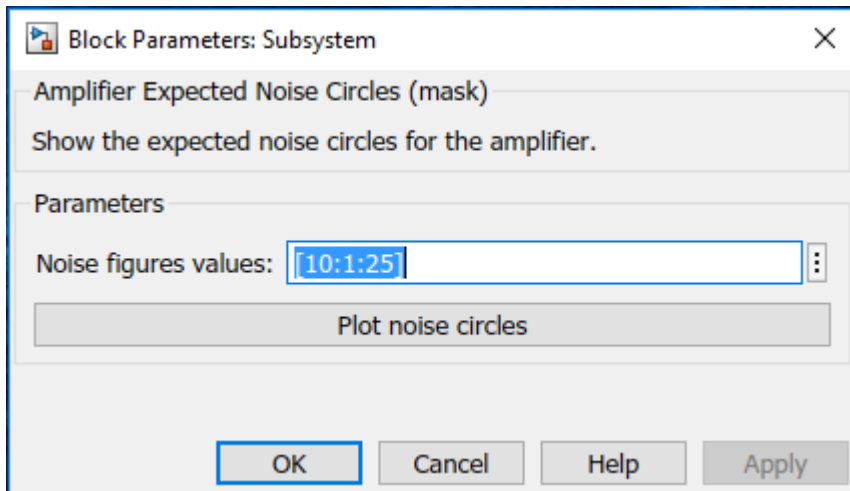 Block Parameters: Subsystem
Amplifier Expected Noise Circles (mask)
Show the expected noise circles for the amplifier.
Parameters
Noise figures values: [10:1:25]
Plot noise circles
OK Cancel Help Apply